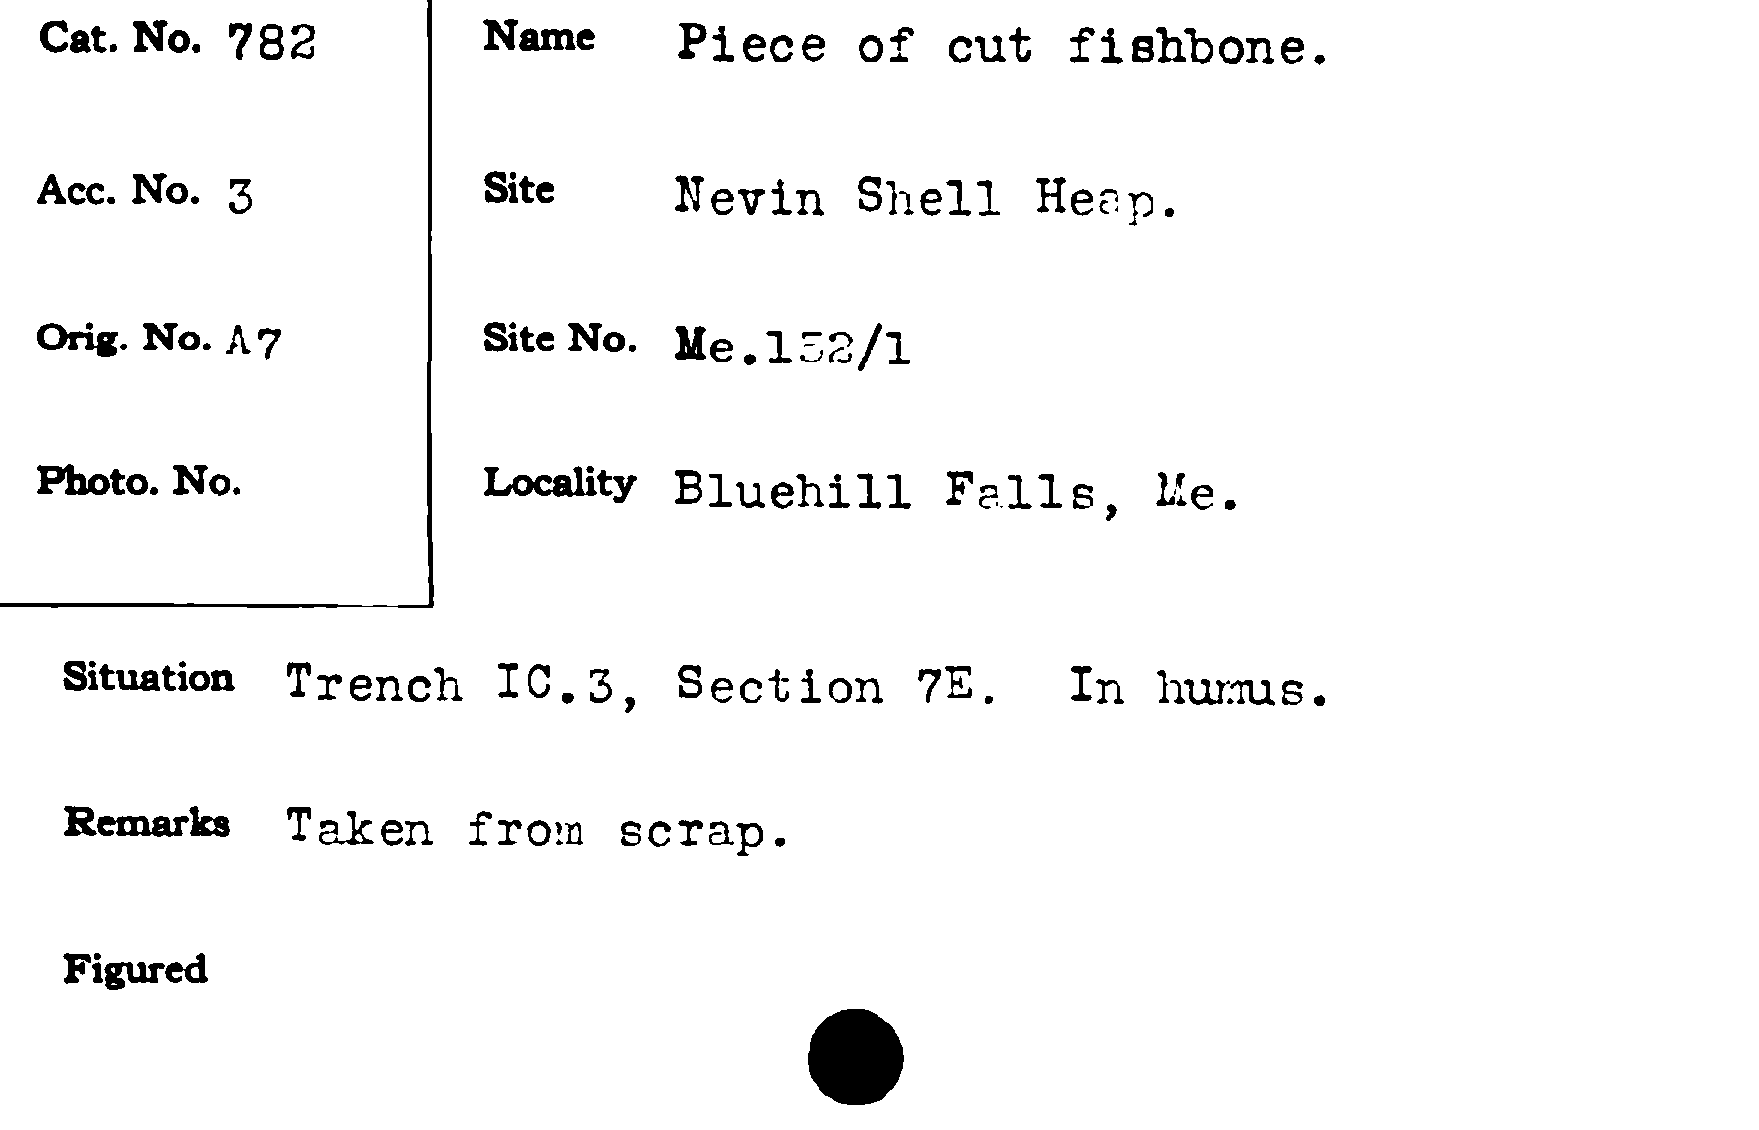 Cat. No. 782
Name Piece of cut fishbone.
Acc. No. 3
Site Nevin Shell Heap.
Orig. No. A7
Site No. Me.152/1
Photo. No.
Locality Bluehill Falls, Me.
Situation Trench IC.3, Section 7E. In humus.
Remarks Taken from scrap.
Figured